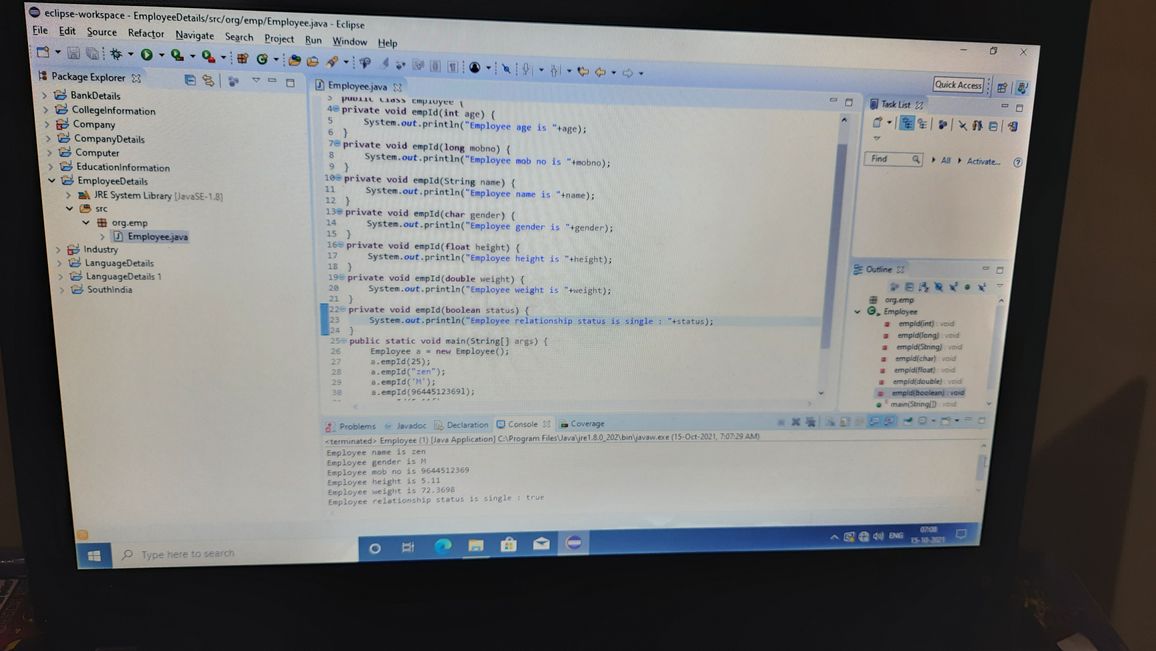 eclipse-workspace - EmployeeDetails/src/org/emp/Employee.java - Eclipse
File Edit Source Refactor Navigate Search Project Run Window Help
Quick Access
Package Explorer
BankDetails
CollegeInformation
Company
CompanyDetails
Computer
EducationInformation
EmployeeDetails
JRE System Library [JavaSE-1.8]
src
org.emp
Employee.java
Industry
LanguageDetails
LanguageDetails 1
SouthIndia
Employee.java
3 public class Employee {
4 private void empId(int age) {
5 System.out.println("Employee age is "+age);
6 }
7 private void empId(long mobno) {
8 System.out.println("Employee mob no is "+mobno);
9 }
10 private void empId(String name) {
11 System.out.println("Employee name is "+name);
12 }
13 private void empId(char gender) {
14 System.out.println("Employee gender is "+gender);
15 }
16 private void empId(float height) {
17 System.out.println("Employee height is "+height);
18 }
19 private void empId(double weight) {
20 System.out.println("Employee weight is "+weight);
21 }
22 private void empId(boolean status) {
23 System.out.println("Employee relationship status is single : "+status);
24 }
25 public static void main(String[] args) {
26 Employee a = new Employee();
27 a.empId(25);
28 a.empId("zen");
29 a.empId('M');
30 a.empId(9644512369l);
Task List
Find All Activate...
Outline
org.emp
Employee
empId(int) : void
empId(long) : void
empId(String) : void
empId(char) : void
empId(float) : void
empId(double) : void
empId(boolean) : void
main(String[]) : void
Problems Javadoc Declaration Console Coverage
<terminated> Employee (1) [Java Application] C:\Program Files\Java\jre1.8.0_202\bin\javaw.exe (15-Oct-2021, 7:07:29 AM)
Employee name is zen
Employee gender is M
Employee mob no is 9644512369
Employee height is 5.11
Employee weight is 72.3698
Employee relationship status is single : true
Type here to search
ENG
07:08
15-10-2021